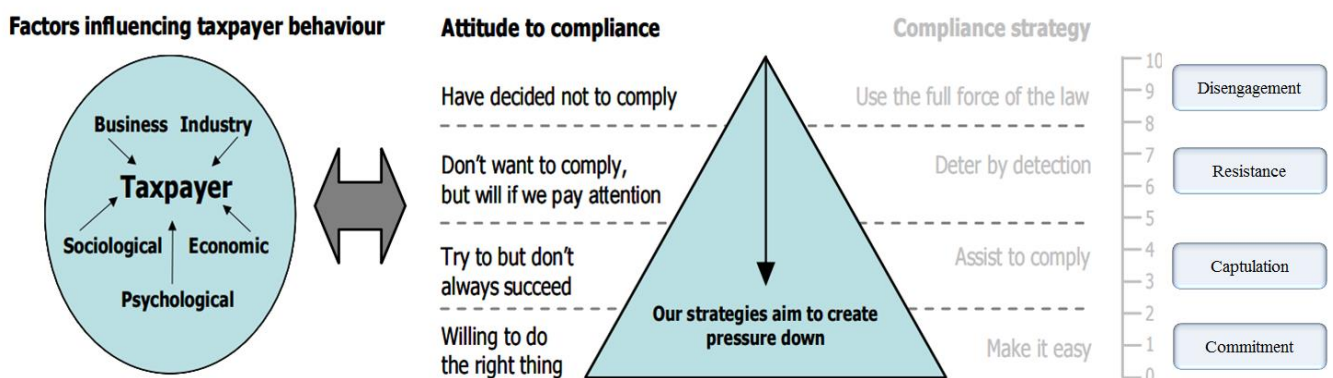 Factors influencing taxpayer behaviour
Business Industry
Taxpayer
Sociological Economic
Psychological
Attitude to compliance
Have decided not to comply
Don't want to comply,
but will if we pay attention
Try to but don't
always succeed
Willing to do
the right thing
Our strategies aim to create
pressure down
Compliance strategy
Use the full force of the law
Deter by detection
Assist to comply
Make it easy
10
9
8
7
6
5
4
3
2
1
0
Disengagement
Resistance
Captulation
Commitment